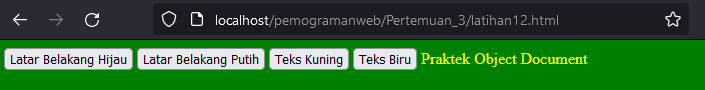 localhost/pemogramanweb/Pertemuan_3/latihan12.html
Latar Belakang Hijau Latar Belakang Putih Teks Kuning Teks Biru Praktek Object Document